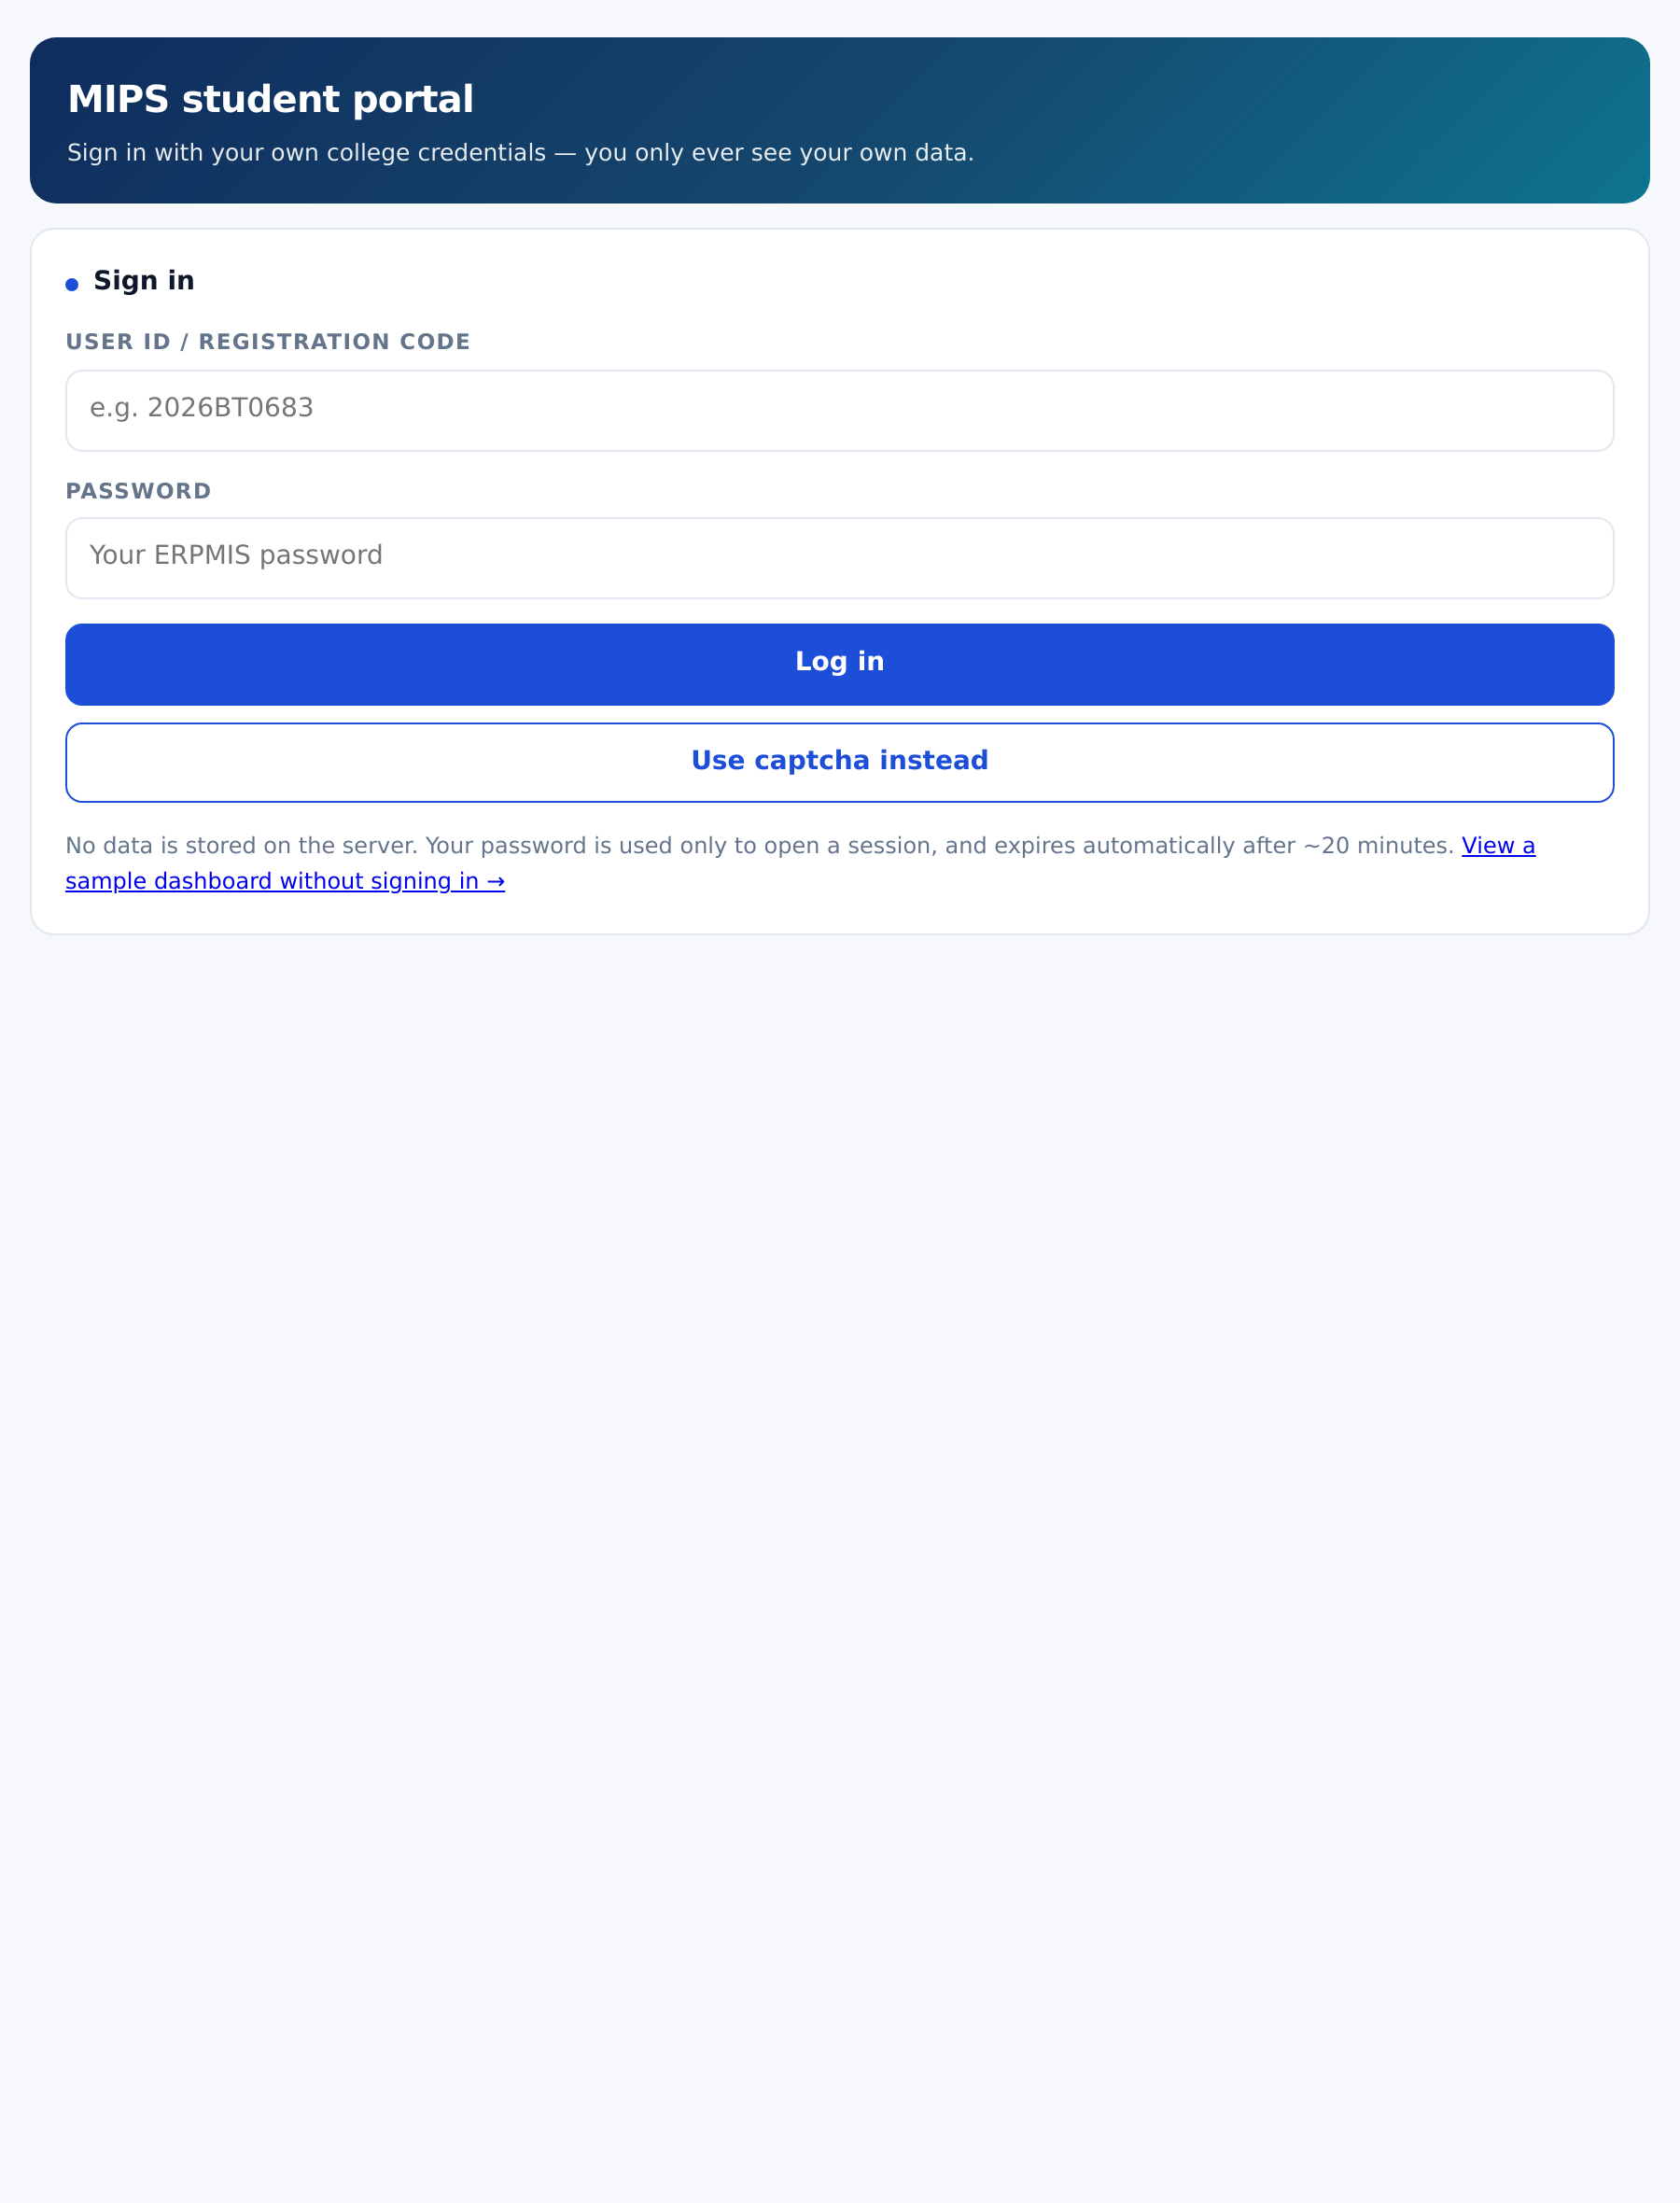 MIPS student portal
Sign in with your own college credentials — you only ever see your own data.
Sign in
USER ID / REGISTRATION CODE
e.g. 2026BT0683
PASSWORD
Your ERPMIS password
Log in
Use captcha instead
No data is stored on the server. Your password is used only to open a session, and expires automatically after ~20 minutes. View a
sample dashboard without signing in →